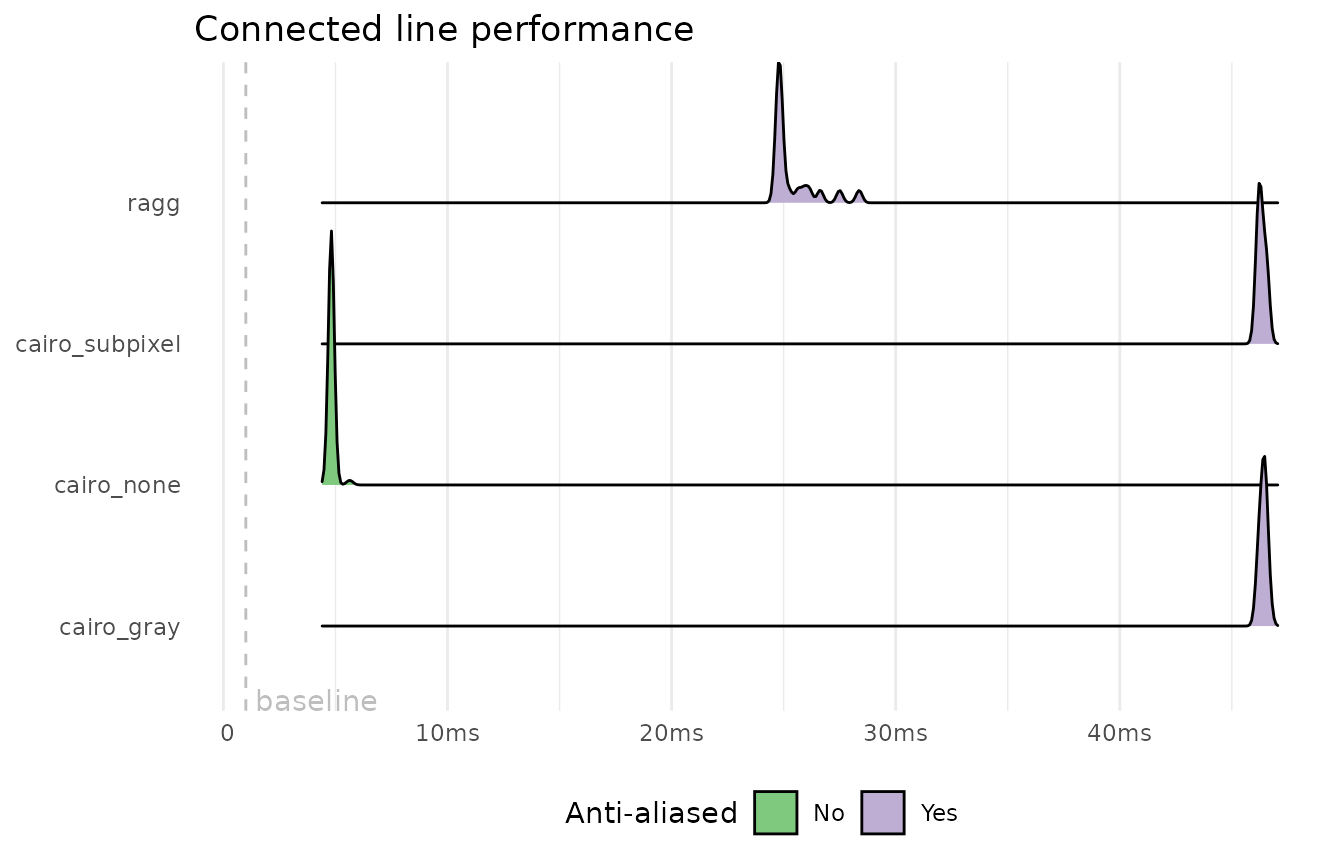 Connected line performance
ragg
cairo_subpixel
cairo_none
cairo_gray
baseline
0 10ms 20ms 30ms 40ms
Anti-aliased No Yes